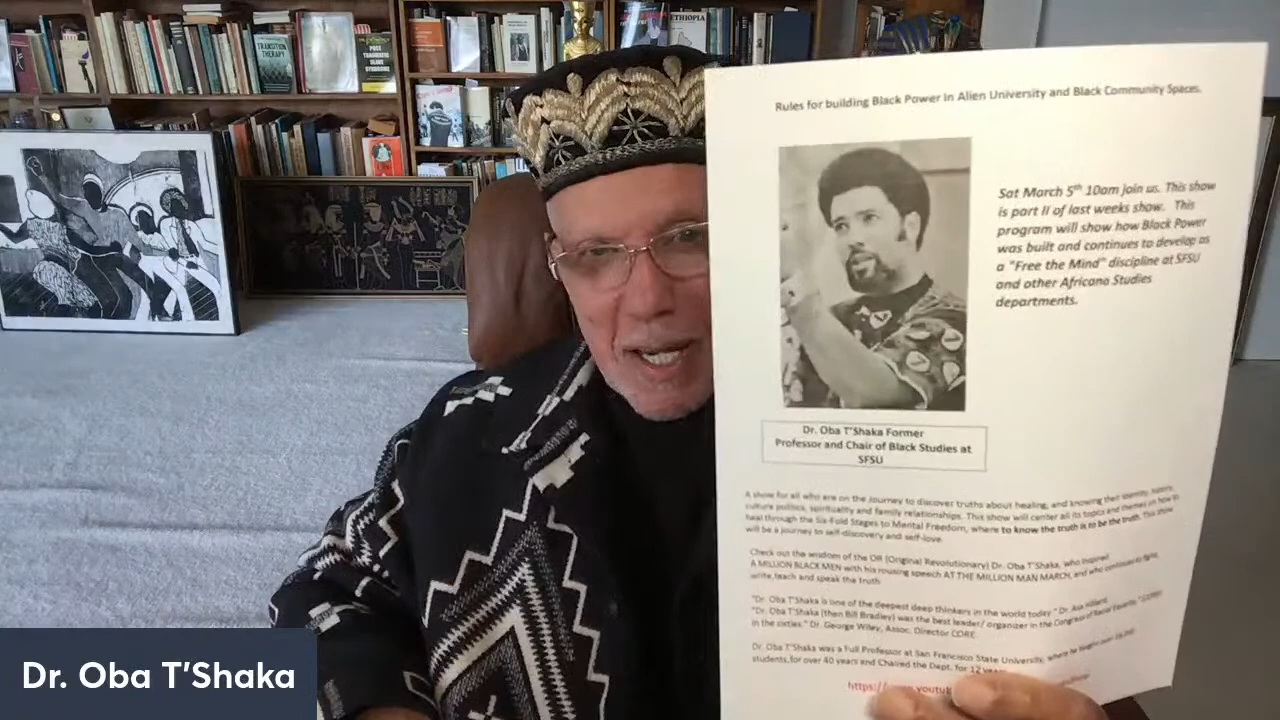 TRANSITION
THERAPY
POST
TRAUMATIC
SLAVE
SYNDROME
ETHIOPIA
Rules for building Black Power in Alien University and Black Community Spaces.
Sat March 5th 10am join us. This show
is part II of last weeks show. This
program will show how Black Power
was built and continues to develop as
a "Free the Mind" discipline at SFSU
and other Africana Studies
departments.
Dr. Oba T'Shaka Former
Professor and Chair of Black Studies at
SFSU
A show for all who are on the journey to discover truths about healing, and knowing their identity,
culture politics, spirituality and family relationships. This show will center all its topics and themes in how to
heal through the Six-Fold Stages to Mental Freedom, where to know the truth is to be the truth. This show
will be a journey to self-discovery and self-love.
Check out the wisdom of the OR (Original Revolutionary) Dr. Oba T'Shaka, who inspired
A MILLION BLACK MEN with his rousing speech AT THE MILLION MAN MARCH, and who continues to fight,
write, teach and speak the truth.
"Dr. Oba T'Shaka is one of the deepest deep thinkers in the world today." Dr. Asa Hilliard.
"Dr. Oba T'Shaka (then Bill Bradley) was the best leader/ organizer in the Congress of Racial Equality,
in the sixties." Dr. George Wiley, Assoc. Director CORE.
Dr. Oba T'Shaka was a Full Professor at San Francisco State University, where he taught over
students, for over 40 years and Chaired the Dept. for 12 years
https://
youtub
Dr. Oba T'Shaka